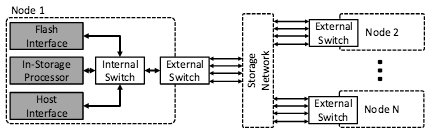 Node 1
Flash
Interface
In-Storage
Processor
Host
Interface
Internal
Switch
External
Switch
Storage
Network
External
Switch
Node 2
External
Switch
Node N